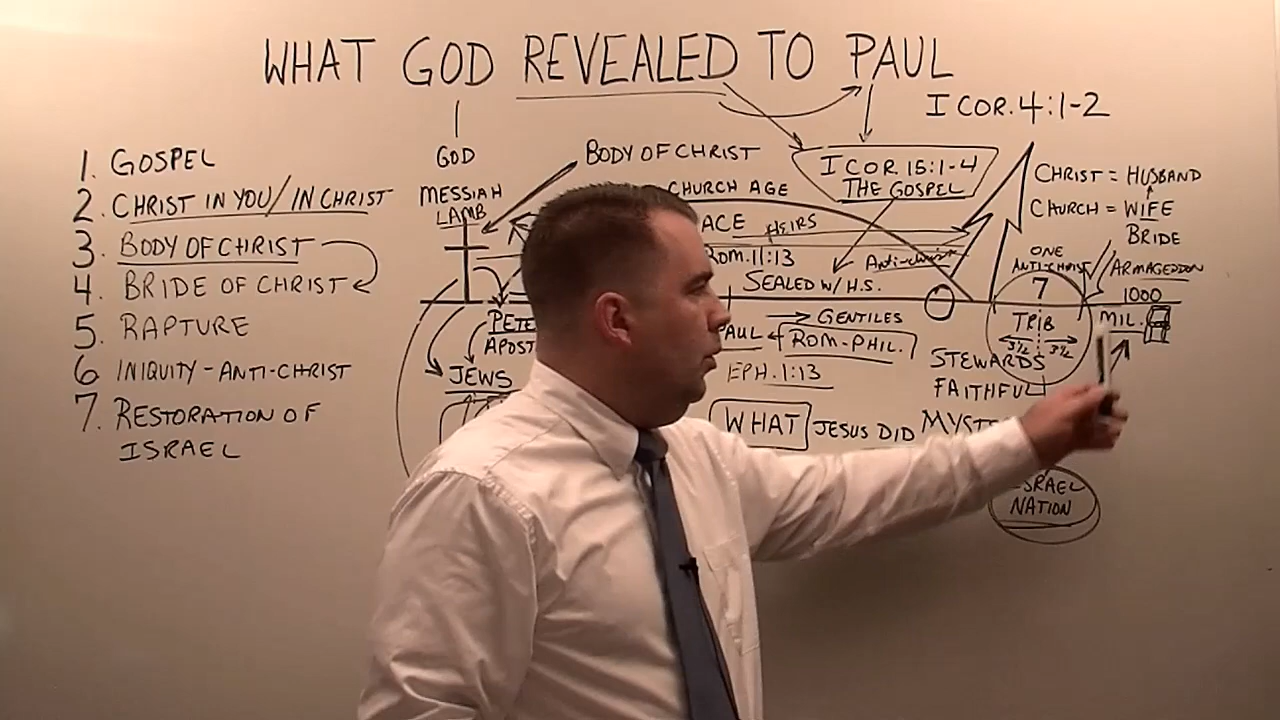 WHAT GOD REVEALED TO PAUL
I COR. 4:1-2
1. GOSPEL
2. CHRIST IN YOU/IN CHRIST
3. BODY OF CHRIST
4. BRIDE OF CHRIST
5. RAPTURE
6 INIQUITY-ANTI-CHRIST
7. RESTORATION OF
ISRAEL
GOD
MESSIAH
LAMB
BODY OF CHRIST
CHURCH AGE
HEIRS
ROM. 11:13
Anti-christ
SEALED W/ H.S.
I COR 15:1-4
THE GOSPEL
CHRIST = HUSBAND
CHURCH = WIFE
BRIDE
ONE
ANTI-CHRIST
7
TRIB
3½ 3½
ARMAGEDDON
1000
MIL.
JEWS
GENTILES
ROM-PHIL.
EPH. 1:13
STEWARDS
FAITHFUL
WHAT JESUS DID
NATION